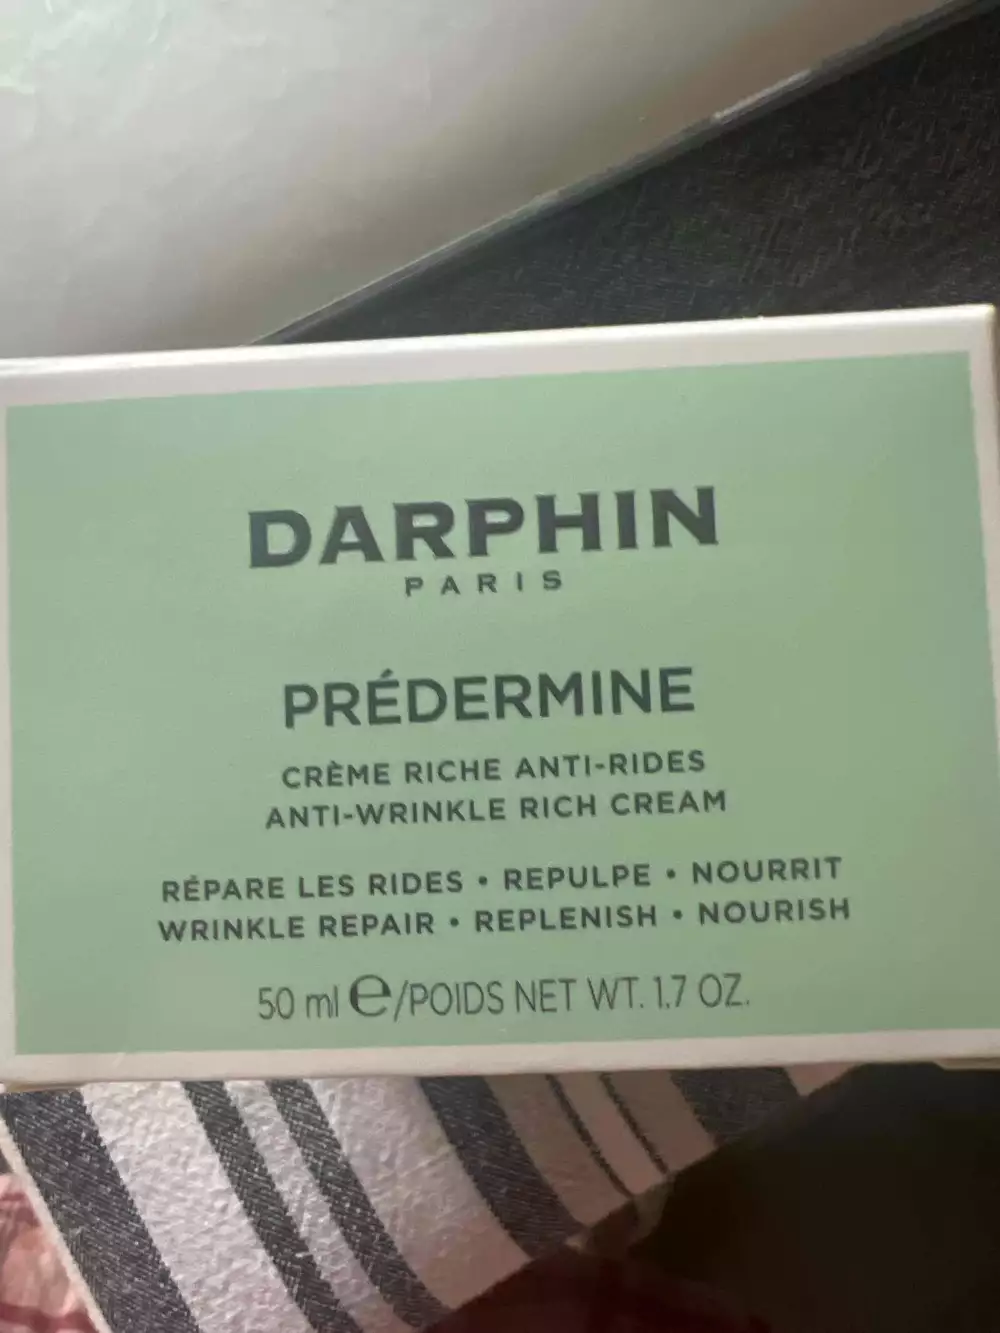 DARPHIN
PARIS
PRÉDERMINE
CRÈME RICHE ANTI-RIDES
ANTI-WRINKLE RICH CREAM
RÉPARE LES RIDES • REPULPE • NOURRIT
WRINKLE REPAIR • REPLENISH • NOURISH
50 ml ℮/POIDS NET WT. 1.7 OZ.